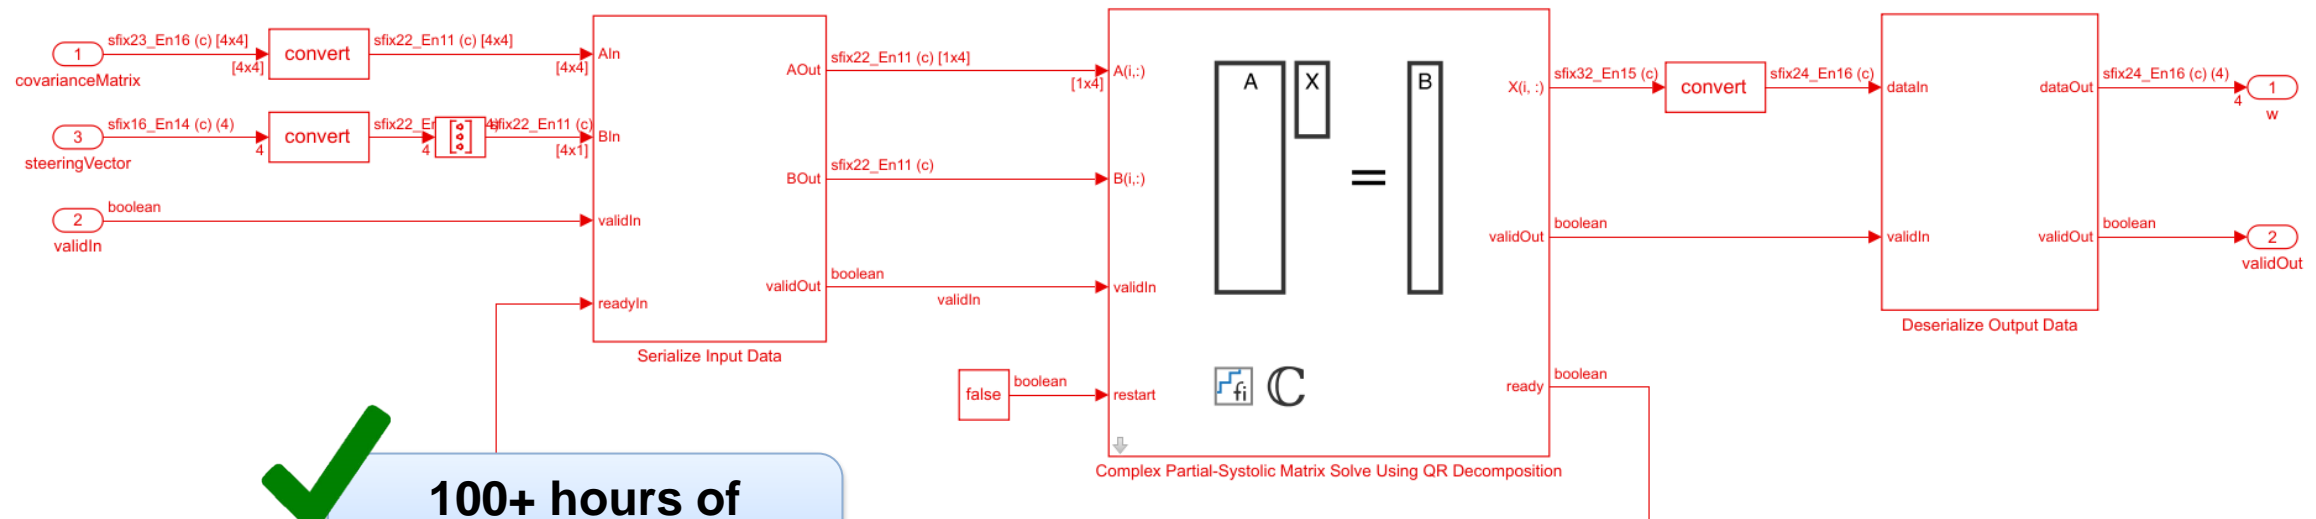 sfix23_En16 (c) [4x4]
1
[4x4]
covarianceMatrix
convert
sfix22_En11 (c) [4x4]
[4x4]
AIn
sfix16_En14 (c) (4)
3
4
steeringVector
convert
4
sfix22_En11 (c)
[4x1]
BIn
boolean
2
validIn
validIn
readyIn
AOut
BOut
validOut
Serialize Input Data
sfix22_En11 (c) [1x4]
[1x4]
sfix22_En11 (c)
boolean
validIn
false
boolean
A(i,:)
B(i,:)
validIn
restart
A
X
=
B
fi
ℂ
X(i, :)
validOut
ready
Complex Partial-Systolic Matrix Solve Using QR Decomposition
sfix32_En15 (c)
convert
sfix24_En16 (c)
boolean
boolean
dataIn
validIn
dataOut
validOut
Deserialize Output Data
sfix24_En16 (c) (4)
4
1
w
boolean
2
validOut
100+ hours of